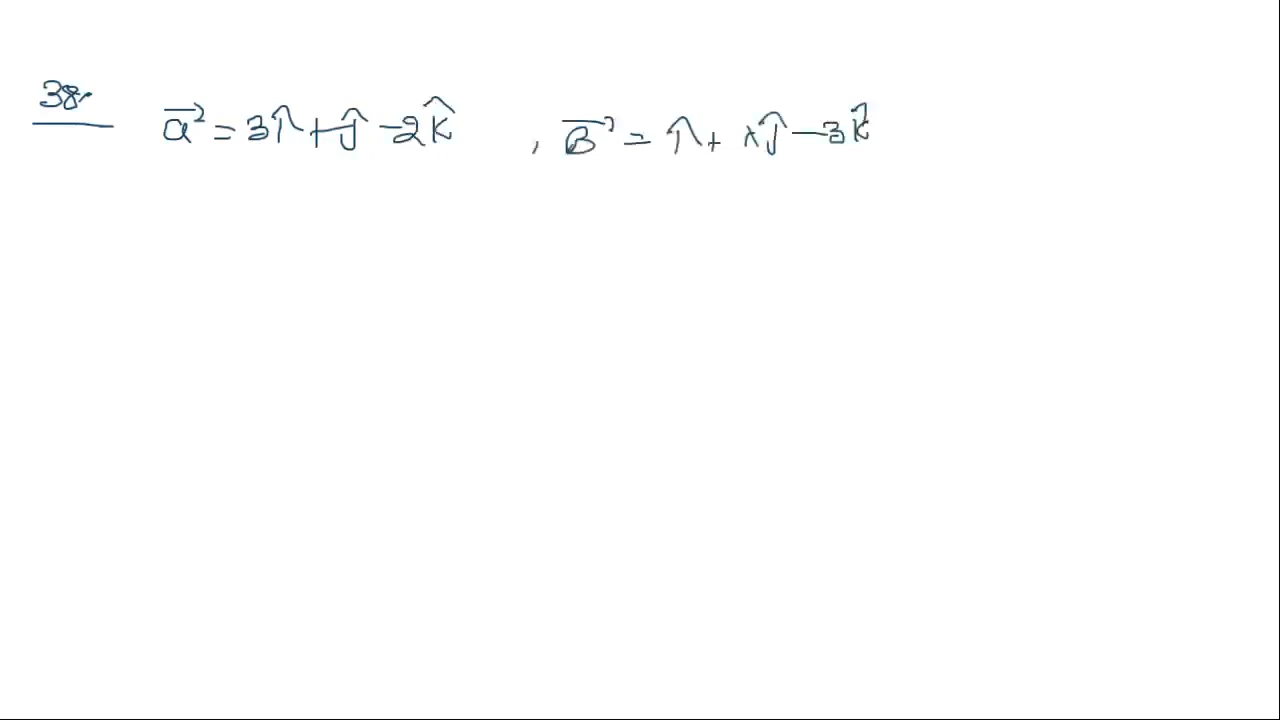 38.
a⃗ = 3î + ĵ - 2k̂ , B⃗ = î + λĵ - 3k̂